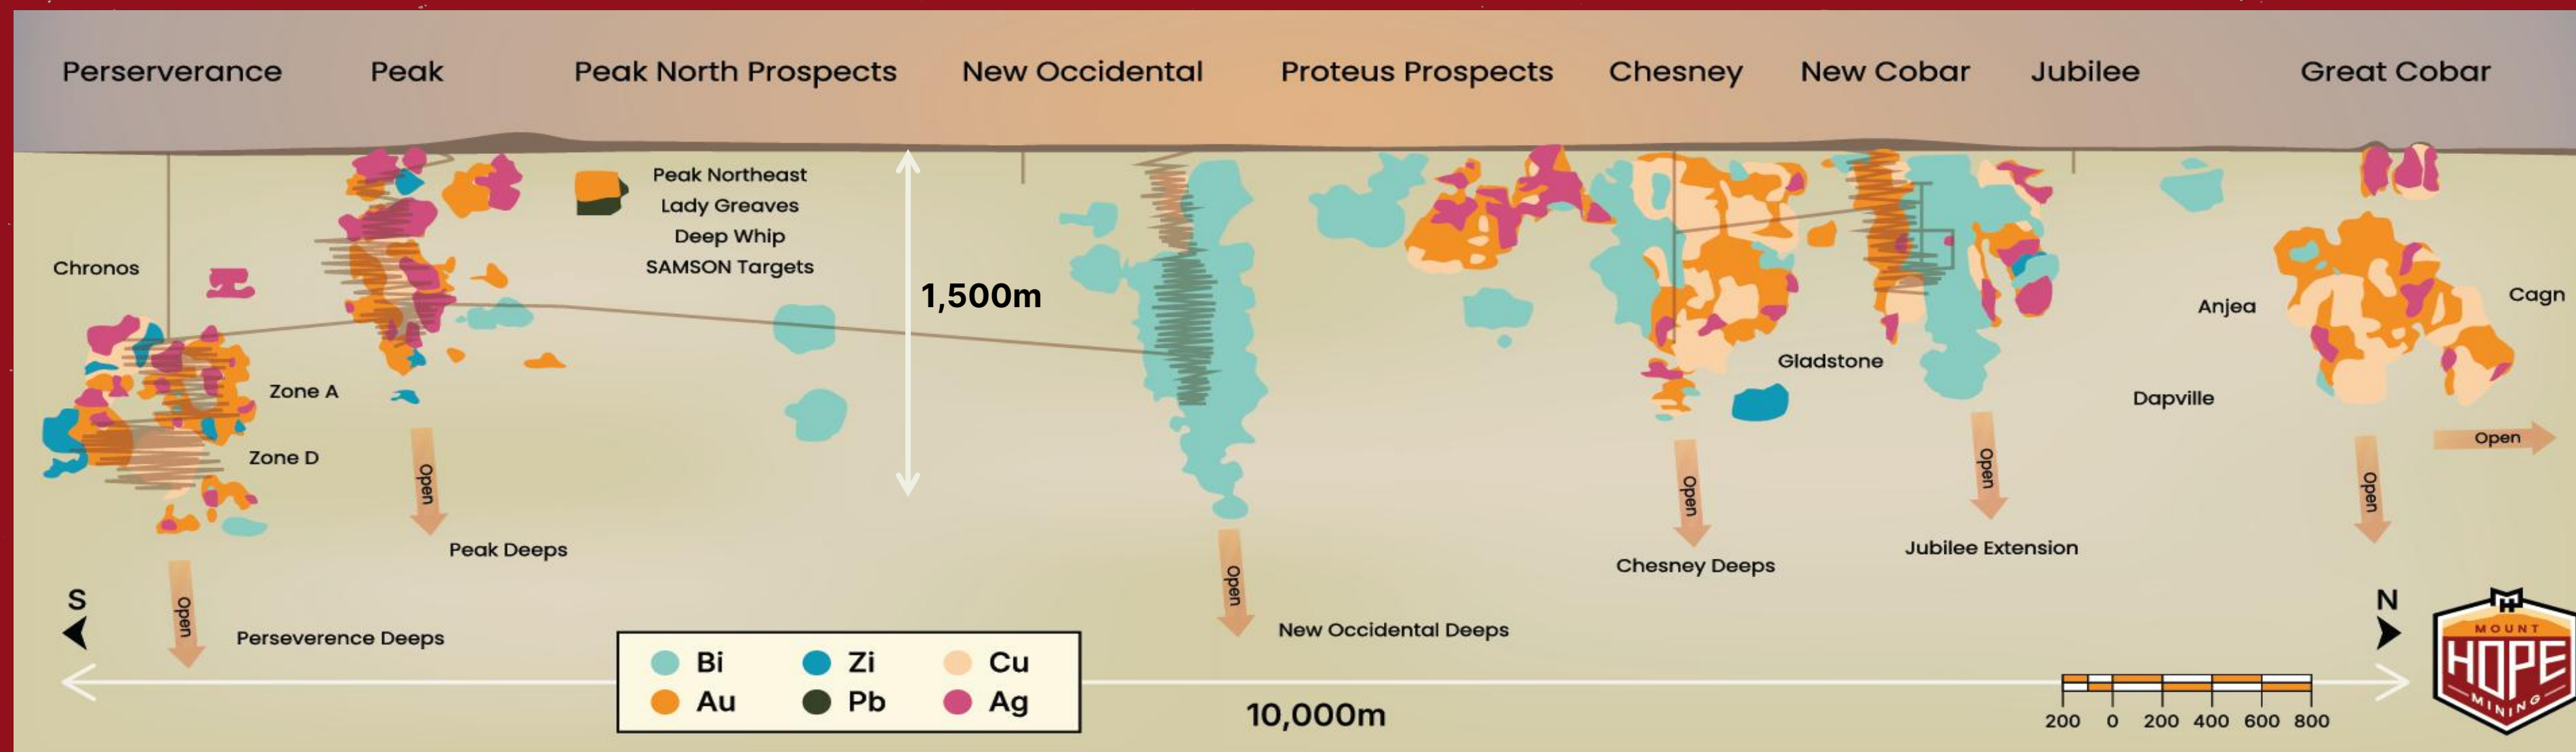 Perserverance
Peak
Peak North Prospects
New Occidental
Proteus Prospects
Chesney
New Cobar
Jubilee
Great Cobar
Peak Northeast
Lady Greaves
Deep Whip
SAMSON Targets
Chronos
1,500m
Anjea
Cagn
Gladstone
Zone A
Dapville
Zone D
Open
Open
Open
Open
Open
Open
Open
Peak Deeps
Jubilee Extension
Chesney Deeps
S
N
New Occidental Deeps
Perseverence Deeps
Bi
Zi
Cu
Au
Pb
Ag
10,000m
200 0 200 400 600 800
MOUNT
HOPE
MINING